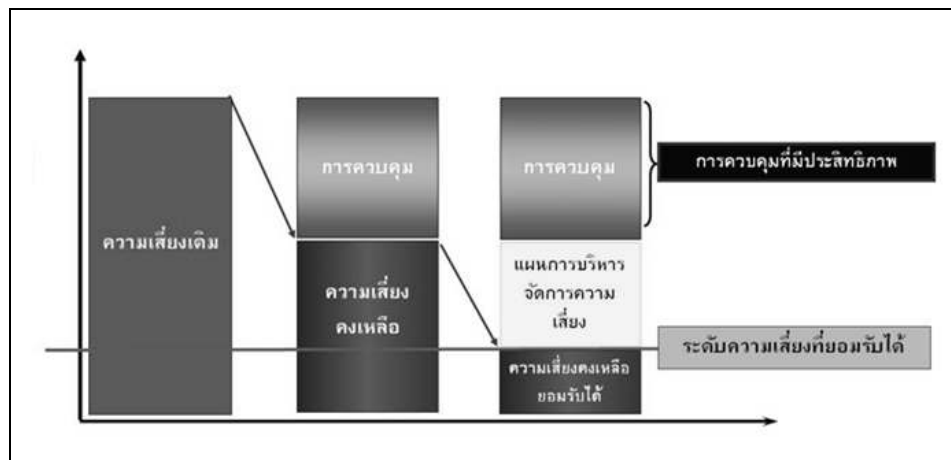 ความเสี่ยงเดิม
การควบคุม
ความเสี่ยง
คงเหลือ
การควบคุม
แผนการบริหาร
จัดการความ
เสี่ยง
ความเสี่ยงคงเหลือ
ยอมรับได้
การควบคุมที่มีประสิทธิภาพ
ระดับความเสี่ยงที่ยอมรับได้